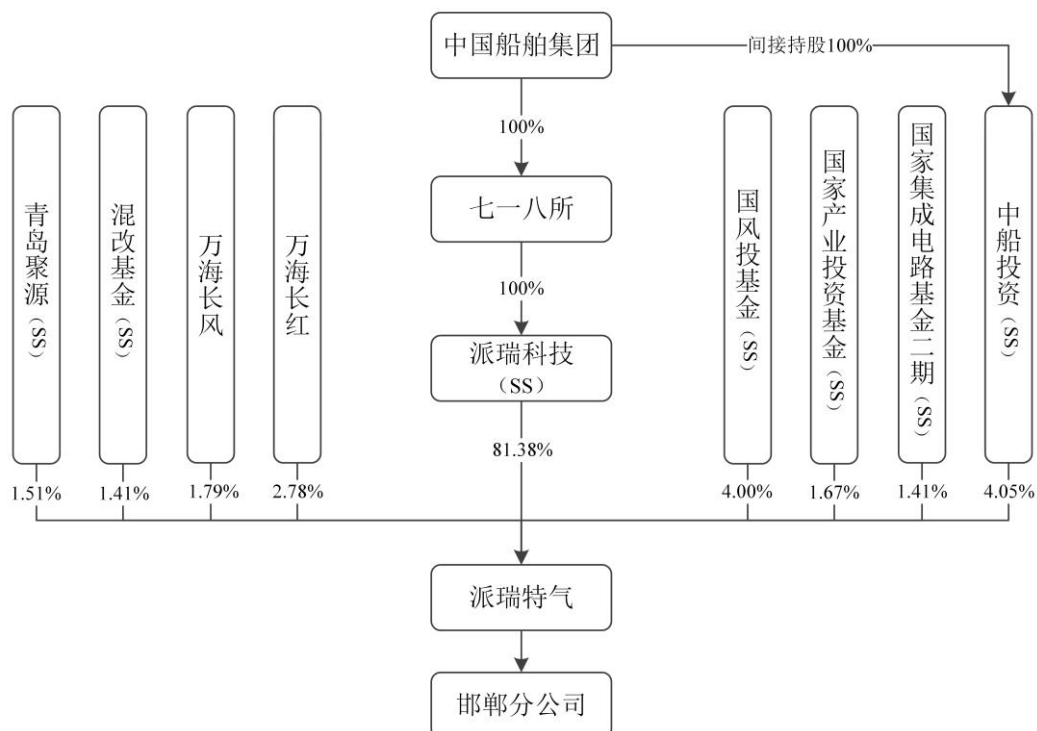 中国船舶集团
间接持股100%
100%
七一八所
100%
派瑞科技
（SS）
81.38%
青岛聚源（SS）
混改基金（SS）
万海长风
万海长红
国风投基金（SS）
国家产业投资基金（SS）
国家集成电路基金二期（SS）
中船投资（SS）
1.51%
1.41%
1.79%
2.78%
4.00%
1.67%
1.41%
4.05%
派瑞特气
邯郸分公司